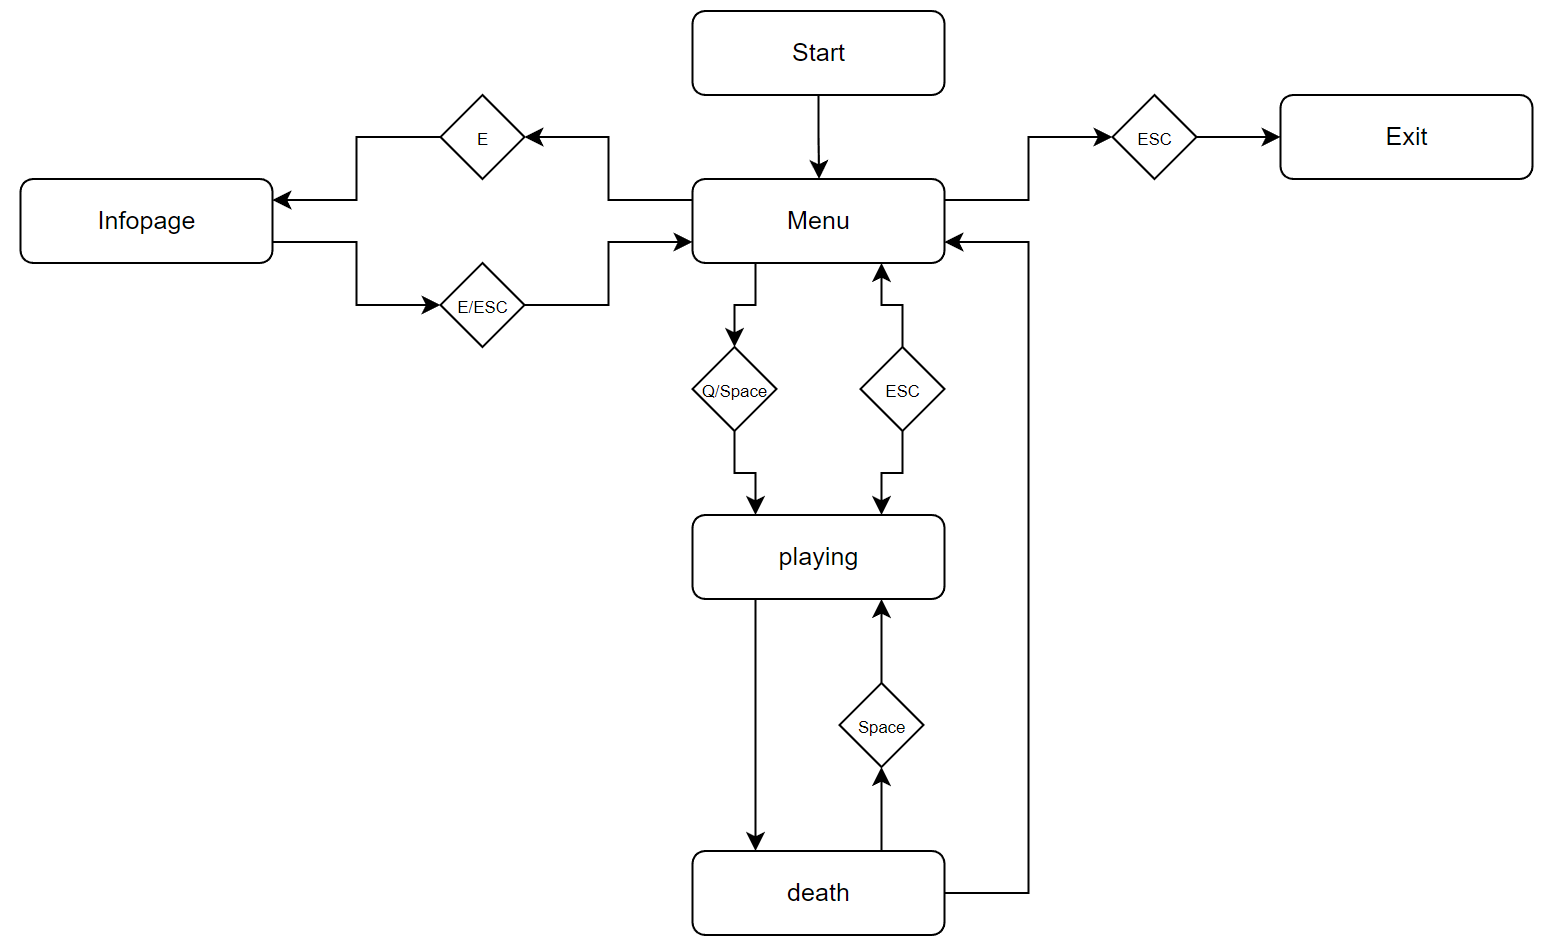 Start
E
ESC
Exit
Infopage
Menu
E/ESC
Q/Space
ESC
playing
Space
death